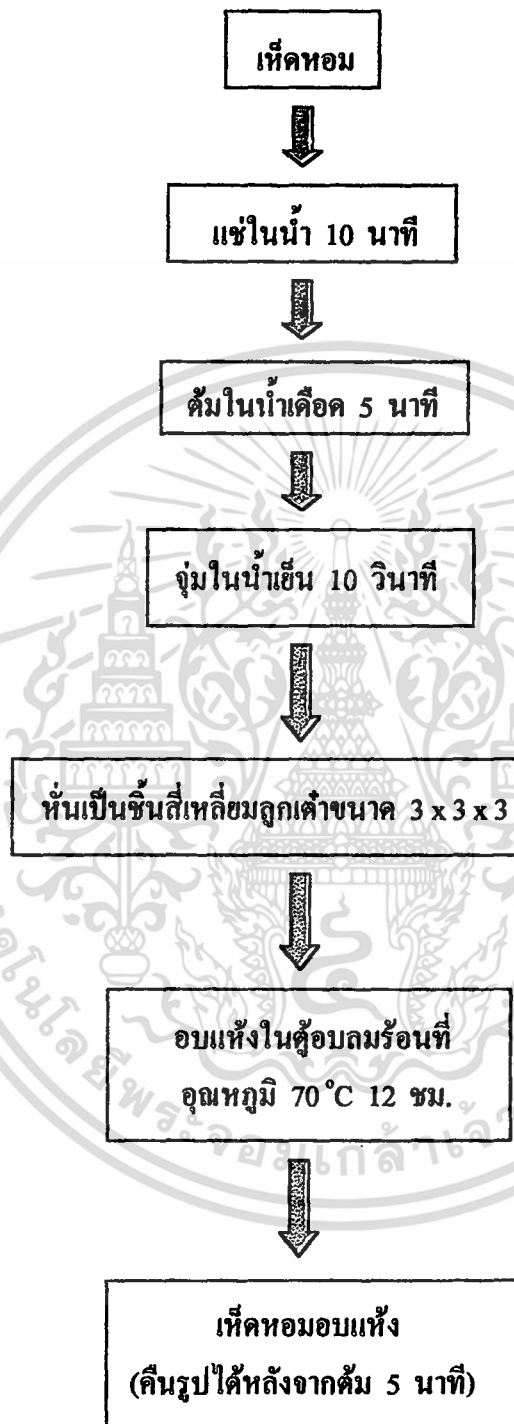 เห็ดหอม
แช่ในน้ำ 10 นาที
ต้มในน้ำเดือด 5 นาที
จุ่มในน้ำเย็น 10 วินาที
หั่นเป็นชิ้นสี่เหลี่ยมลูกเต๋าขนาด 3 x 3 x 3
อบแห้งในตู้อบลมร้อนที่
อุณหภูมิ 70 °C 12 ชม.
เห็ดหอมอบแห้ง
(คืนรูปได้หลังจากต้ม 5 นาที)